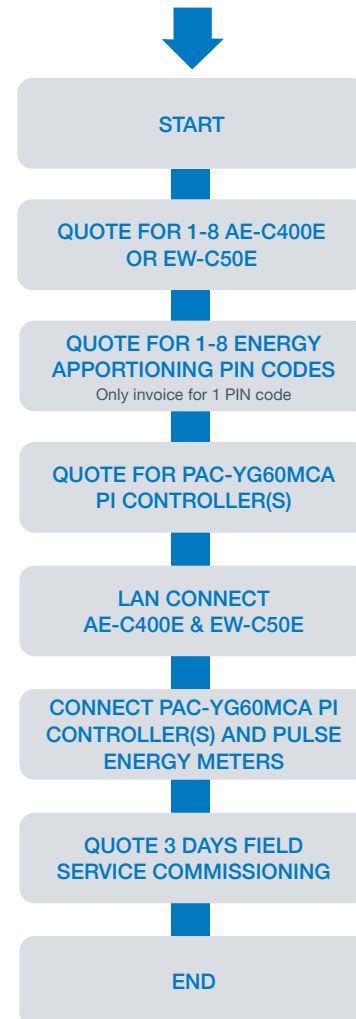 START
QUOTE FOR 1-8 AE-C400E
OR EW-C50E
QUOTE FOR 1-8 ENERGY
APPORTIONING PIN CODES
Only invoice for 1 PIN code
QUOTE FOR PAC-YG60MCA
PI CONTROLLER(S)
LAN CONNECT
AE-C400E & EW-C50E
CONNECT PAC-YG60MCA PI
CONTROLLER(S) AND PULSE
ENERGY METERS
QUOTE 3 DAYS FIELD
SERVICE COMMISSIONING
END